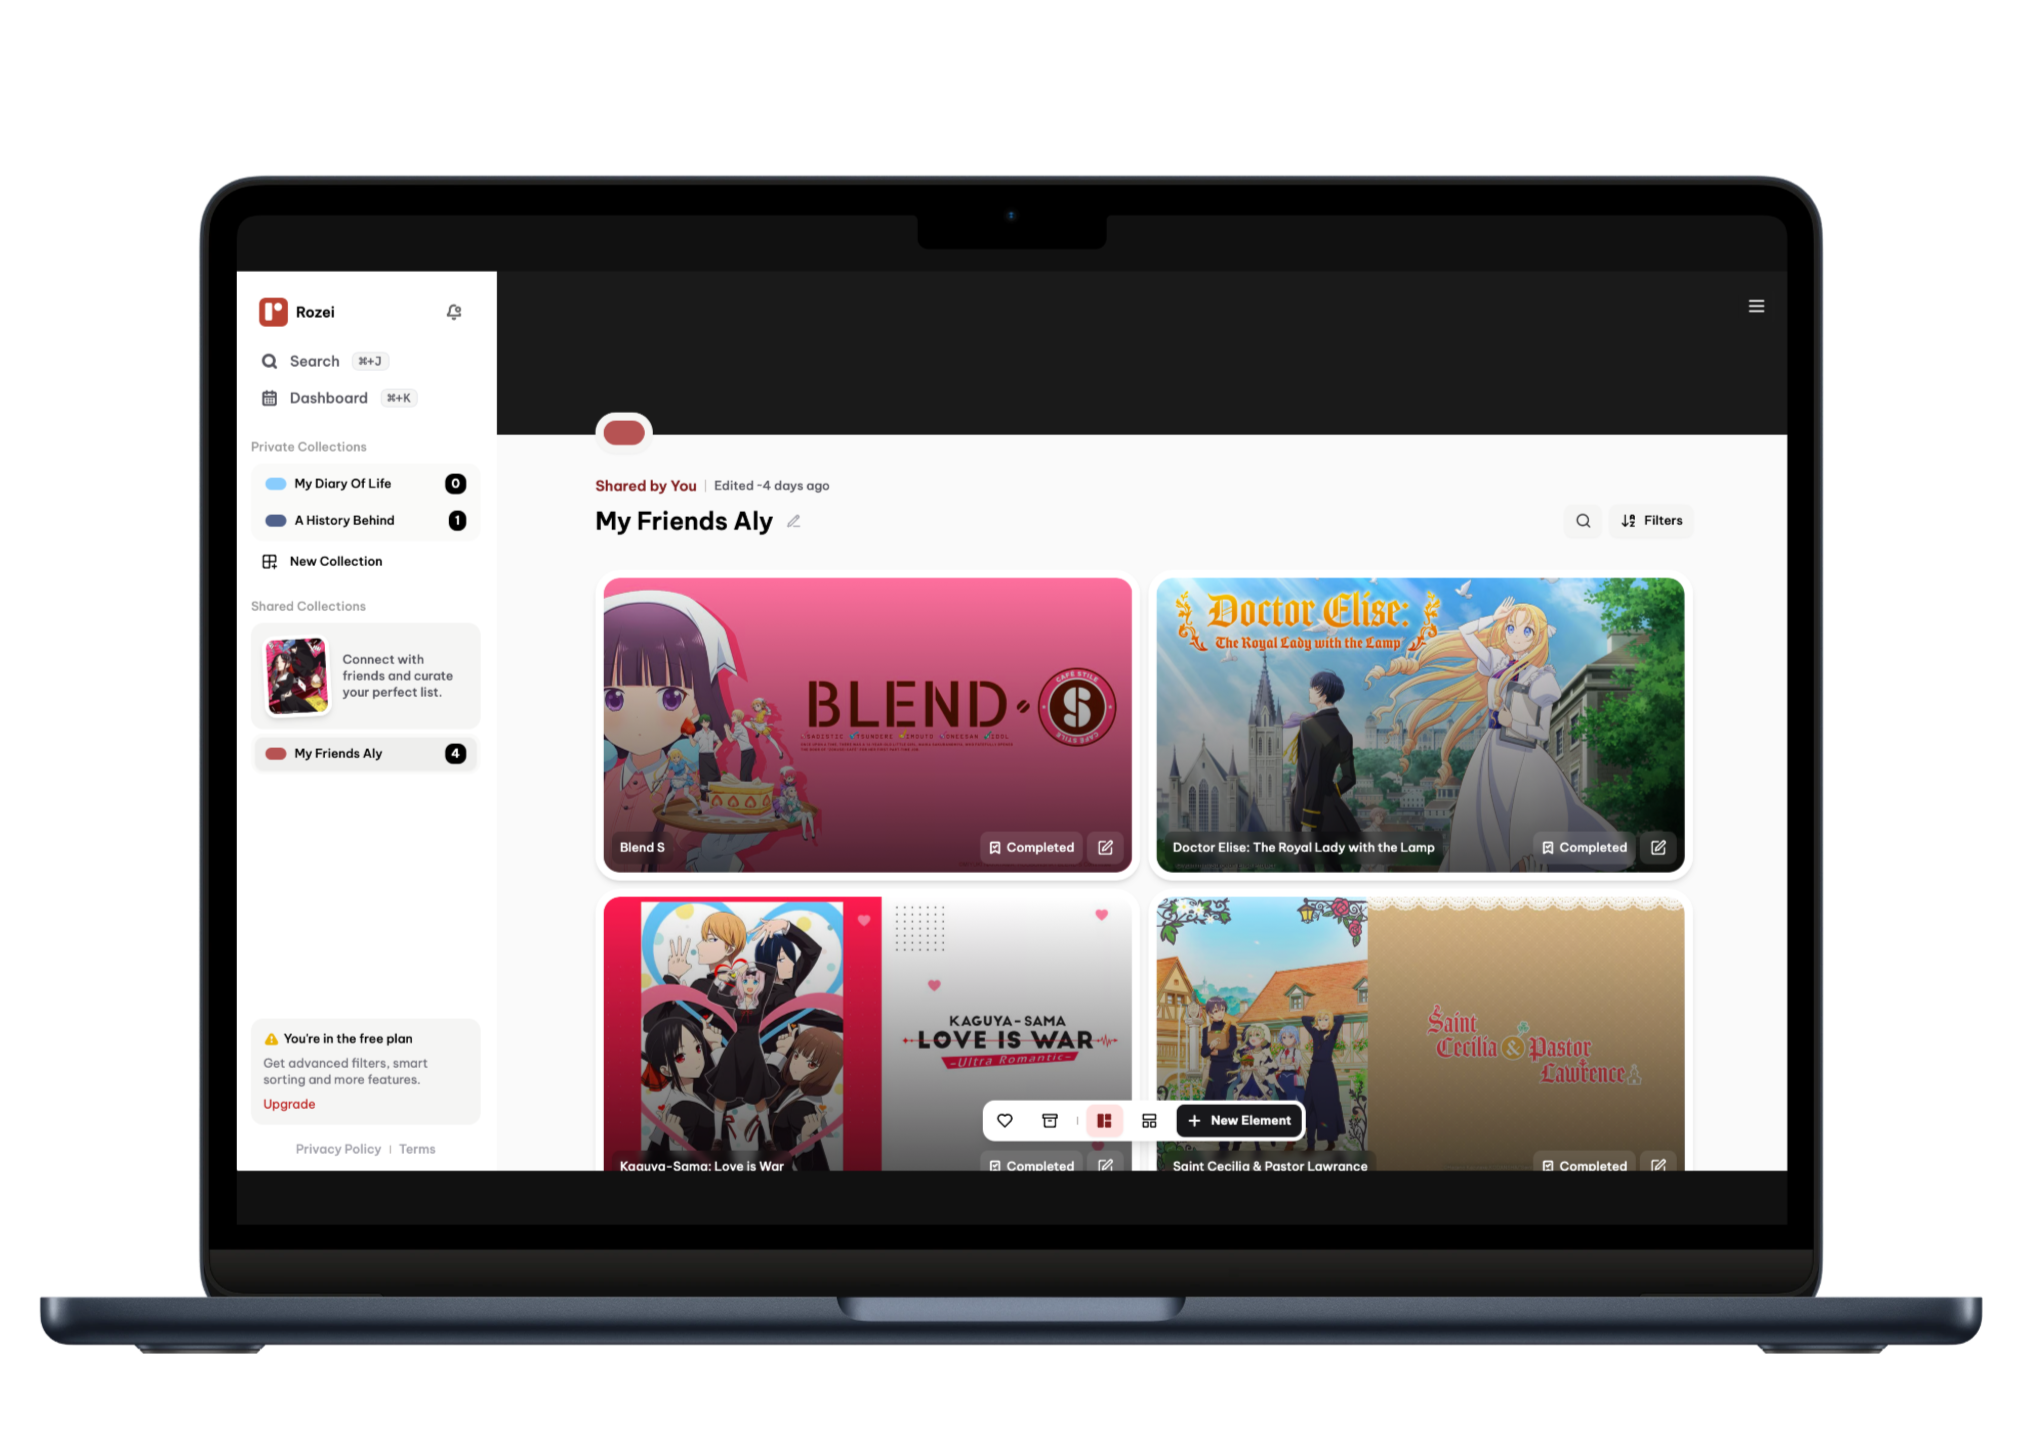 Rozei
Search ⌘+J
Dashboard ⌘+K
Private Collections
My Diary Of Life 0
A History Behind 1
New Collection
Shared Collections
Connect with
friends and curate
your perfect list.
My Friends Aly 4
You're in the free plan
Get advanced filters, smart
sorting and more features.
Upgrade
Privacy Policy | Terms
Shared by You | Edited ~4 days ago
My Friends Aly
Filters
BLEND S
CAFE STILE
CAFE STILE
Blend S
Completed
Doctor Elise:
The Royal Lady with the Lamp
Doctor Elise: The Royal Lady with the Lamp
Completed
KAGUYA-SAMA
LOVE IS WAR
-Ultra Romantic-
Kaguya-Sama: Love is War
Completed
Saint
Cecilia & Pastor
Lawrence
Saint Cecilia & Pastor Lawrance
Completed
New Element